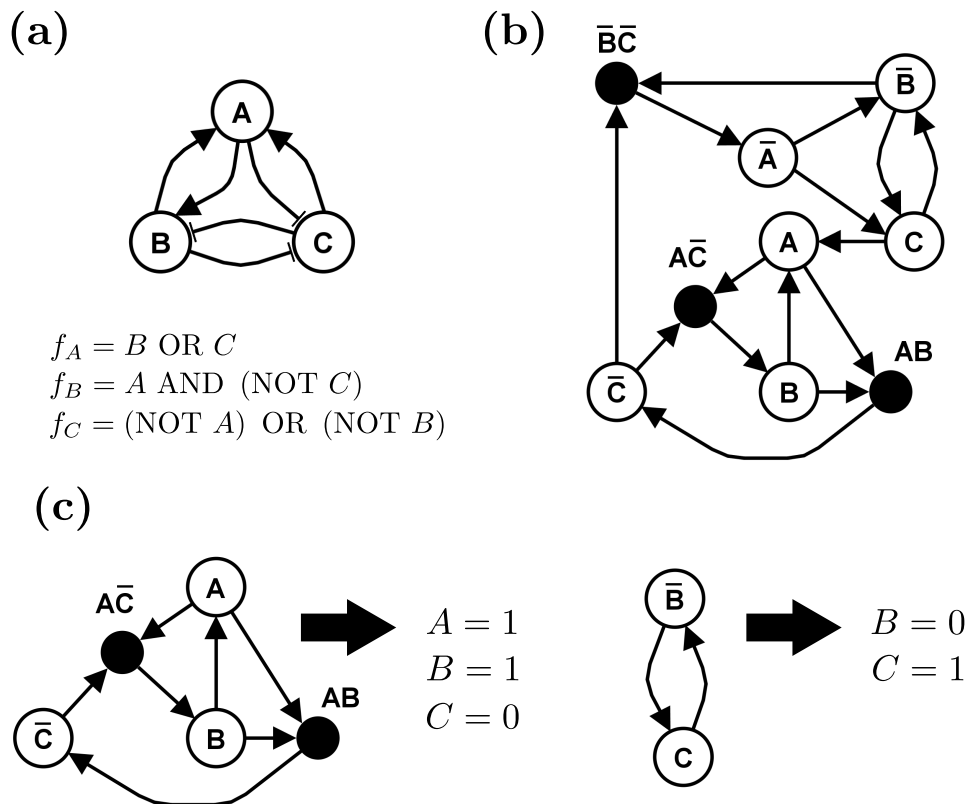 (a)
A
B
C
f_A = B OR C
f_B = A AND (NOT C)
f_C = (NOT A) OR (NOT B)
(b)
B̅C̅
B̅
A̅
A
C
AC̅
AB
C̅
B
(c)
A
AC̅
AB
C̅
B
A = 1
B = 1
C = 0
B̅
C
B = 0
C = 1